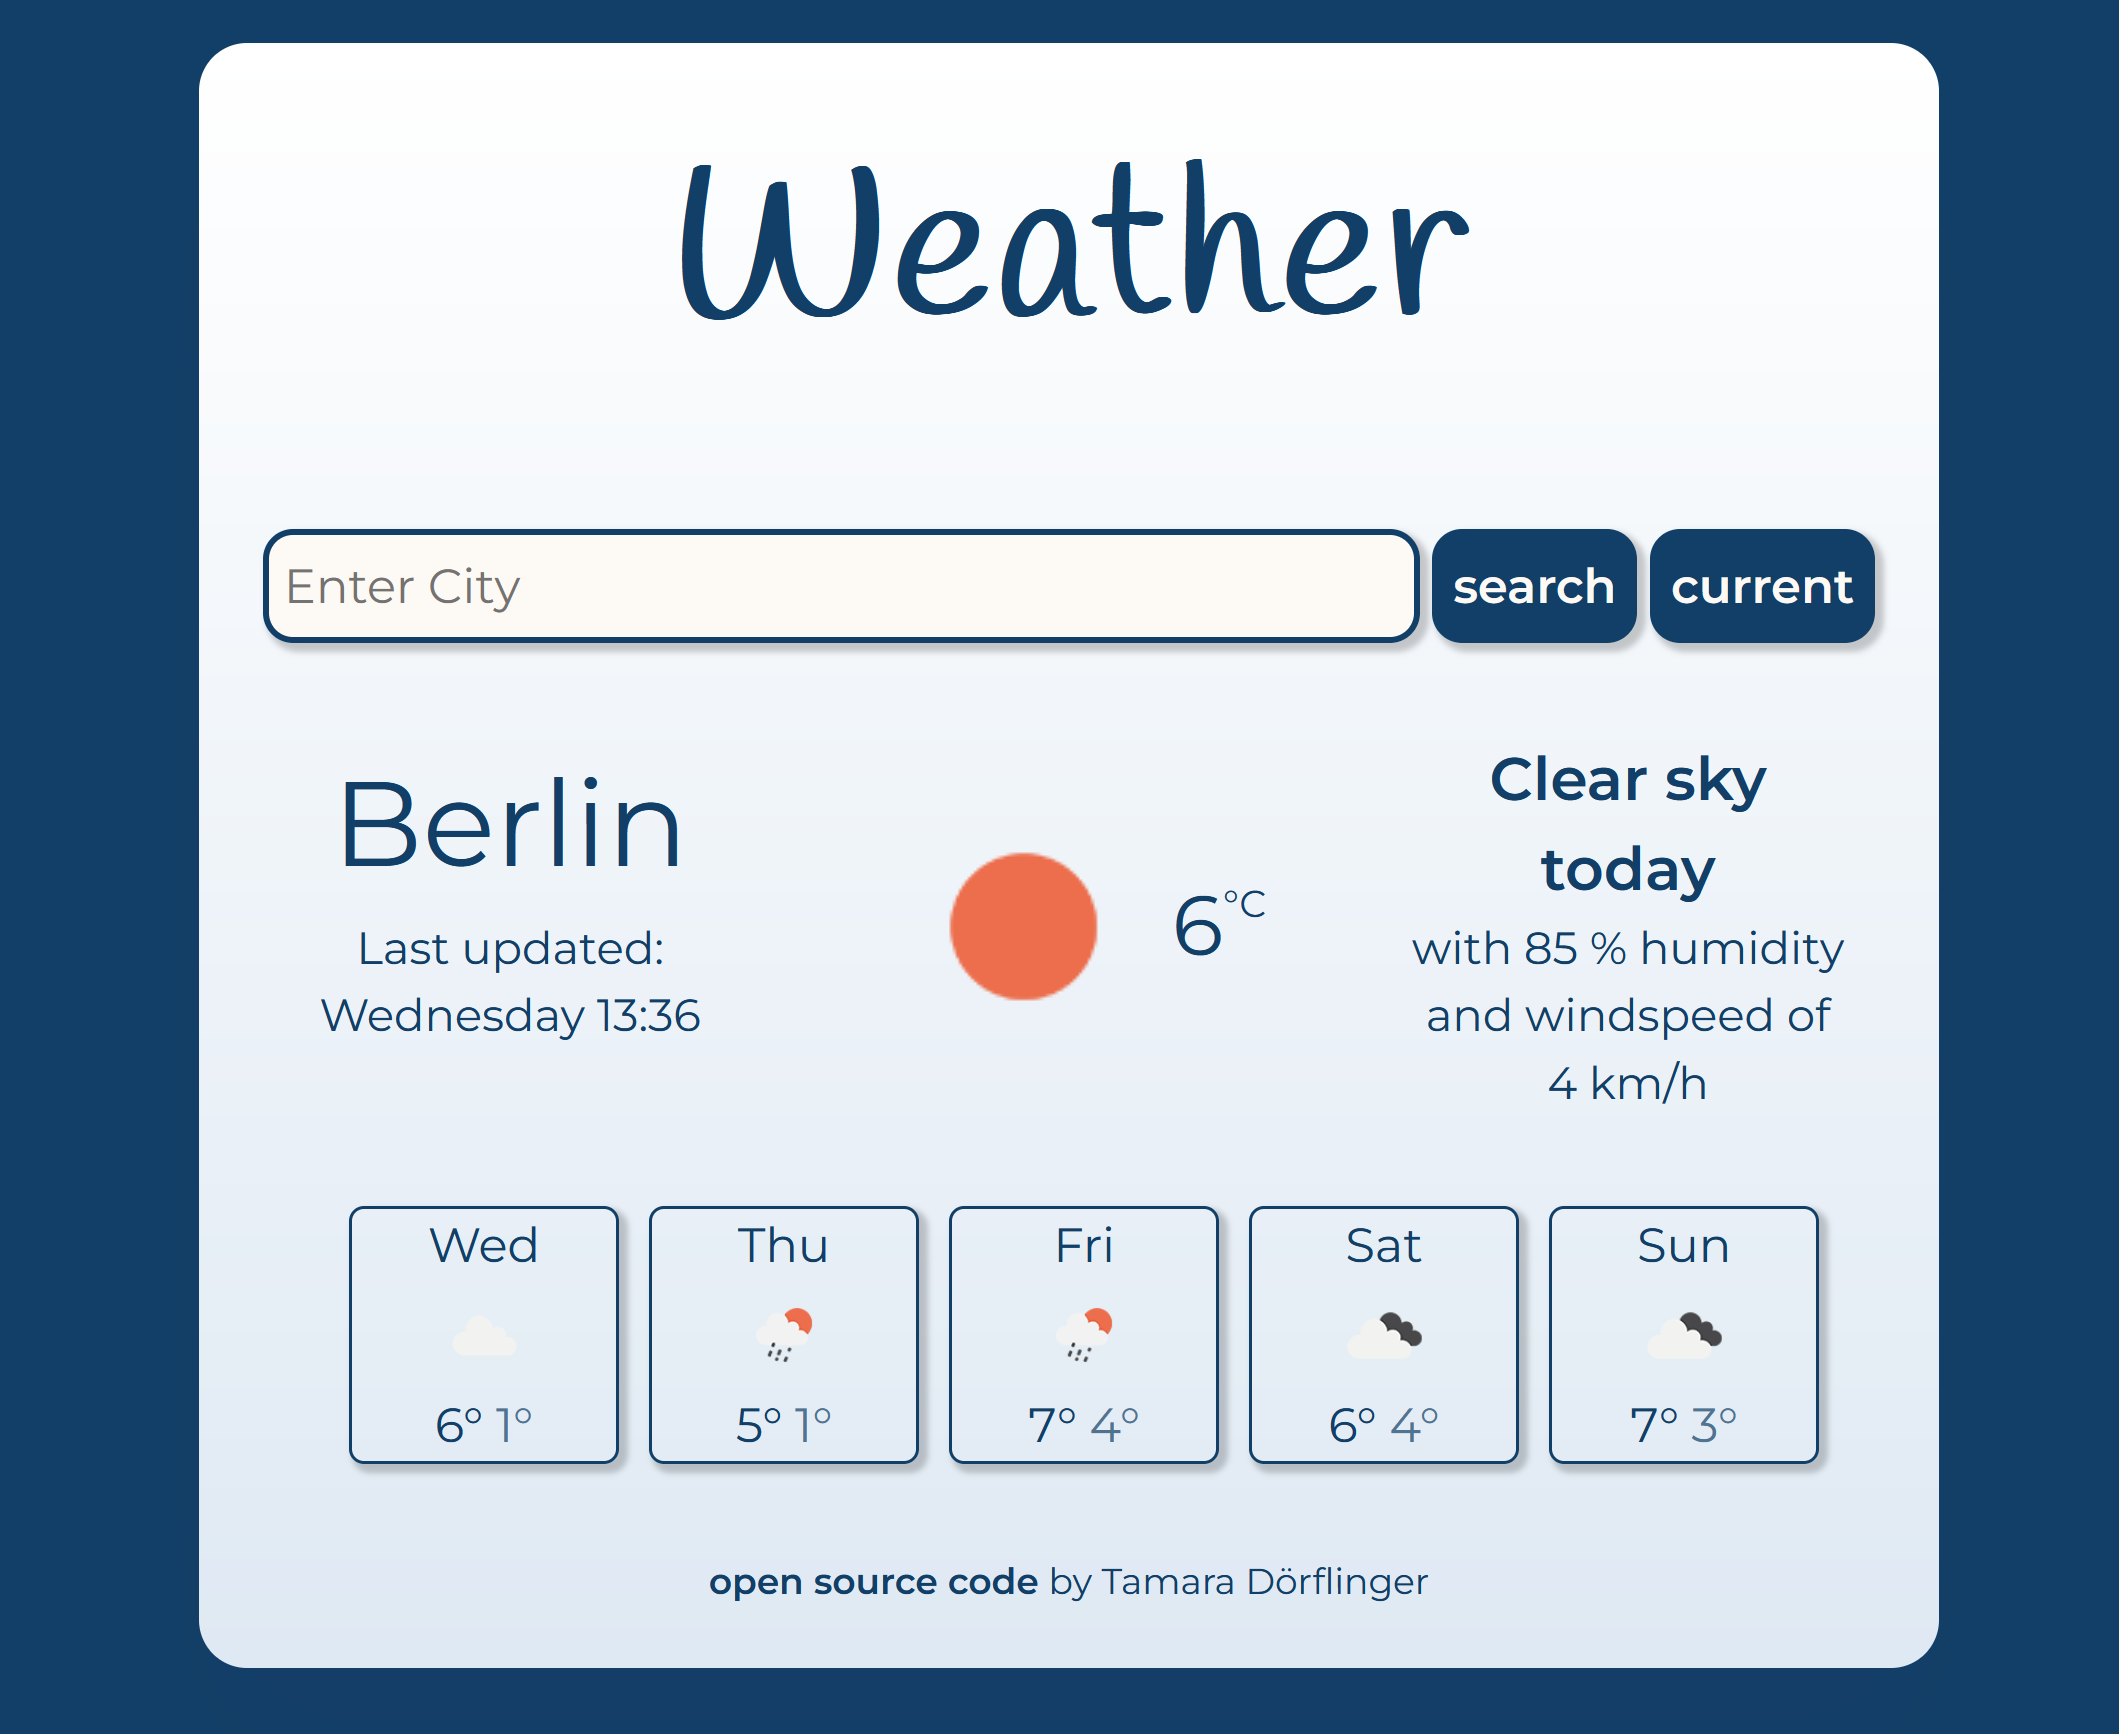 Weather
Enter City
search
current
Berlin
Last updated:
Wednesday 13:36
6°C
Clear sky
today
with 85 % humidity
and windspeed of
4 km/h
Wed
6° 1°
Thu
5° 1°
Fri
7° 4°
Sat
6° 4°
Sun
7° 3°
open source code by Tamara Dörflinger